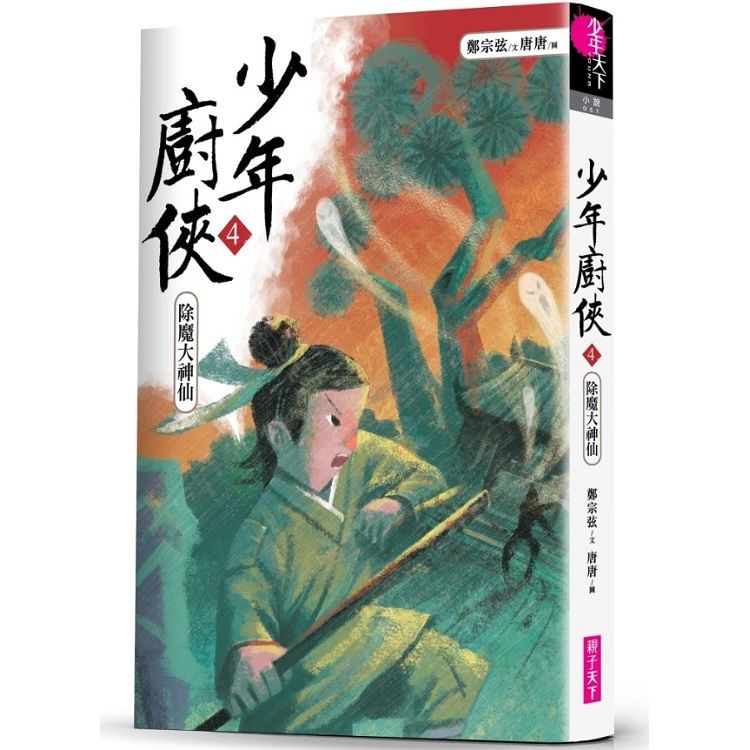 少年
廚俠
4
除魔大神仙
鄭宗弦/文 唐唐/圖
少年天下
小說
061
少年廚俠
4
除魔大神仙
鄭宗弦/文 唐唐/圖
親子天下